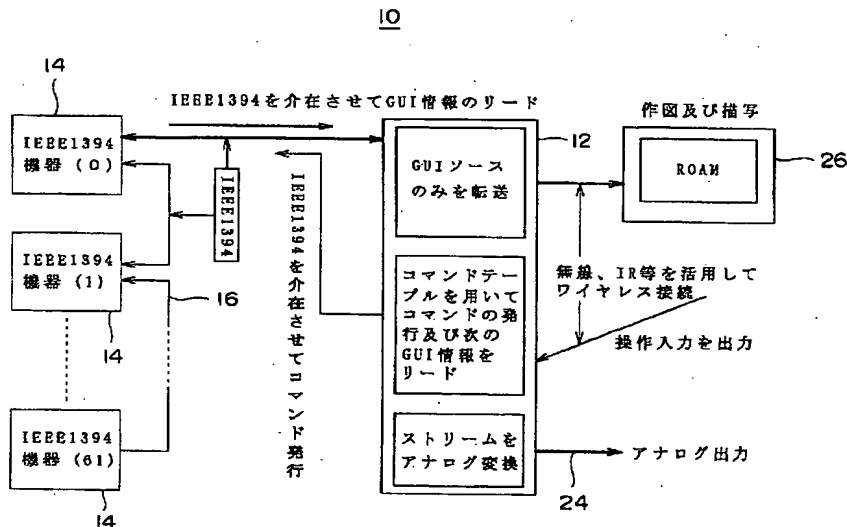 10
14
IEEE1394を介在させてGUI情報のリード
作図及び描写
IEEE1394
機器 (0)
12
GUIソース
のみを転送
ROAM
26
IEEE1394
IEEE1394を介在させてコマンド発行
IEEE1394
機器 (1)
16
14
コマンドテー
ブルを用いて
コマンドの発
行及び次の
GUI情報を
リード
無線、IR等を活用して
ワイヤレス接続
操作入力を出力
IEEE1394
機器 (61)
14
ストリームを
アナログ変換
アナログ出力
24